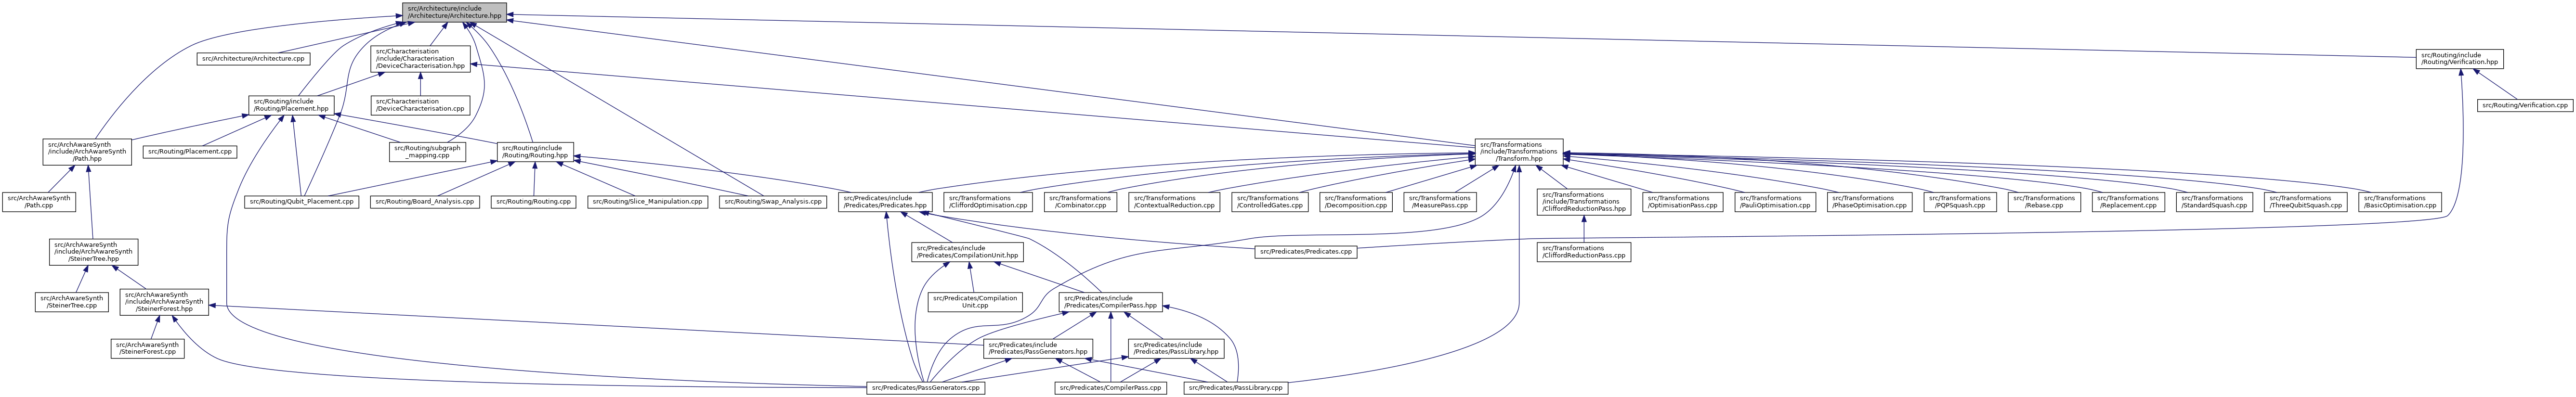 src/Architecture/include
/Architecture/Architecture.hpp
src/Architecture/Architecture.cpp
src/Characterisation
/include/Characterisation
/DeviceCharacterisation.hpp
src/Routing/include
/Routing/Verification.hpp
src/Routing/include
/Routing/Placement.hpp
src/Characterisation
/DeviceCharacterisation.cpp
src/Routing/Verification.cpp
src/ArchAwareSynth
/include/ArchAwareSynth
/Path.hpp
src/Routing/Placement.cpp
src/Routing/subgraph
_mapping.cpp
src/Routing/include
/Routing/Routing.hpp
src/Transformations
/include/Transformations
/Transform.hpp
src/ArchAwareSynth
/Path.cpp
src/Routing/Qubit_Placement.cpp
src/Routing/Board_Analysis.cpp
src/Routing/Routing.cpp
src/Routing/Slice_Manipulation.cpp
src/Routing/Swap_Analysis.cpp
src/Predicates/include
/Predicates/Predicates.hpp
src/Transformations
/CliffordOptimisation.cpp
src/Transformations
/Combinator.cpp
src/Transformations
/ContextualReduction.cpp
src/Transformations
/ControlledGates.cpp
src/Transformations
/Decomposition.cpp
src/Transformations
/MeasurePass.cpp
src/Transformations
/include/Transformations
/CliffordReductionPass.hpp
src/Transformations
/OptimisationPass.cpp
src/Transformations
/PauliOptimisation.cpp
src/Transformations
/PhaseOptimisation.cpp
src/Transformations
/PQPSquash.cpp
src/Transformations
/Rebase.cpp
src/Transformations
/Replacement.cpp
src/Transformations
/StandardSquash.cpp
src/Transformations
/ThreeQubitSquash.cpp
src/Transformations
/BasicOptimisation.cpp
src/ArchAwareSynth
/include/ArchAwareSynth
/SteinerTree.hpp
src/Predicates/include
/Predicates/CompilationUnit.hpp
src/Predicates/Predicates.cpp
src/Transformations
/CliffordReductionPass.cpp
src/ArchAwareSynth
/SteinerTree.cpp
src/ArchAwareSynth
/include/ArchAwareSynth
/SteinerForest.hpp
src/Predicates/Compilation
Unit.cpp
src/Predicates/include
/Predicates/CompilerPass.hpp
src/ArchAwareSynth
/SteinerForest.cpp
src/Predicates/include
/Predicates/PassGenerators.hpp
src/Predicates/include
/Predicates/PassLibrary.hpp
src/Predicates/PassGenerators.cpp
src/Predicates/CompilerPass.cpp
src/Predicates/PassLibrary.cpp